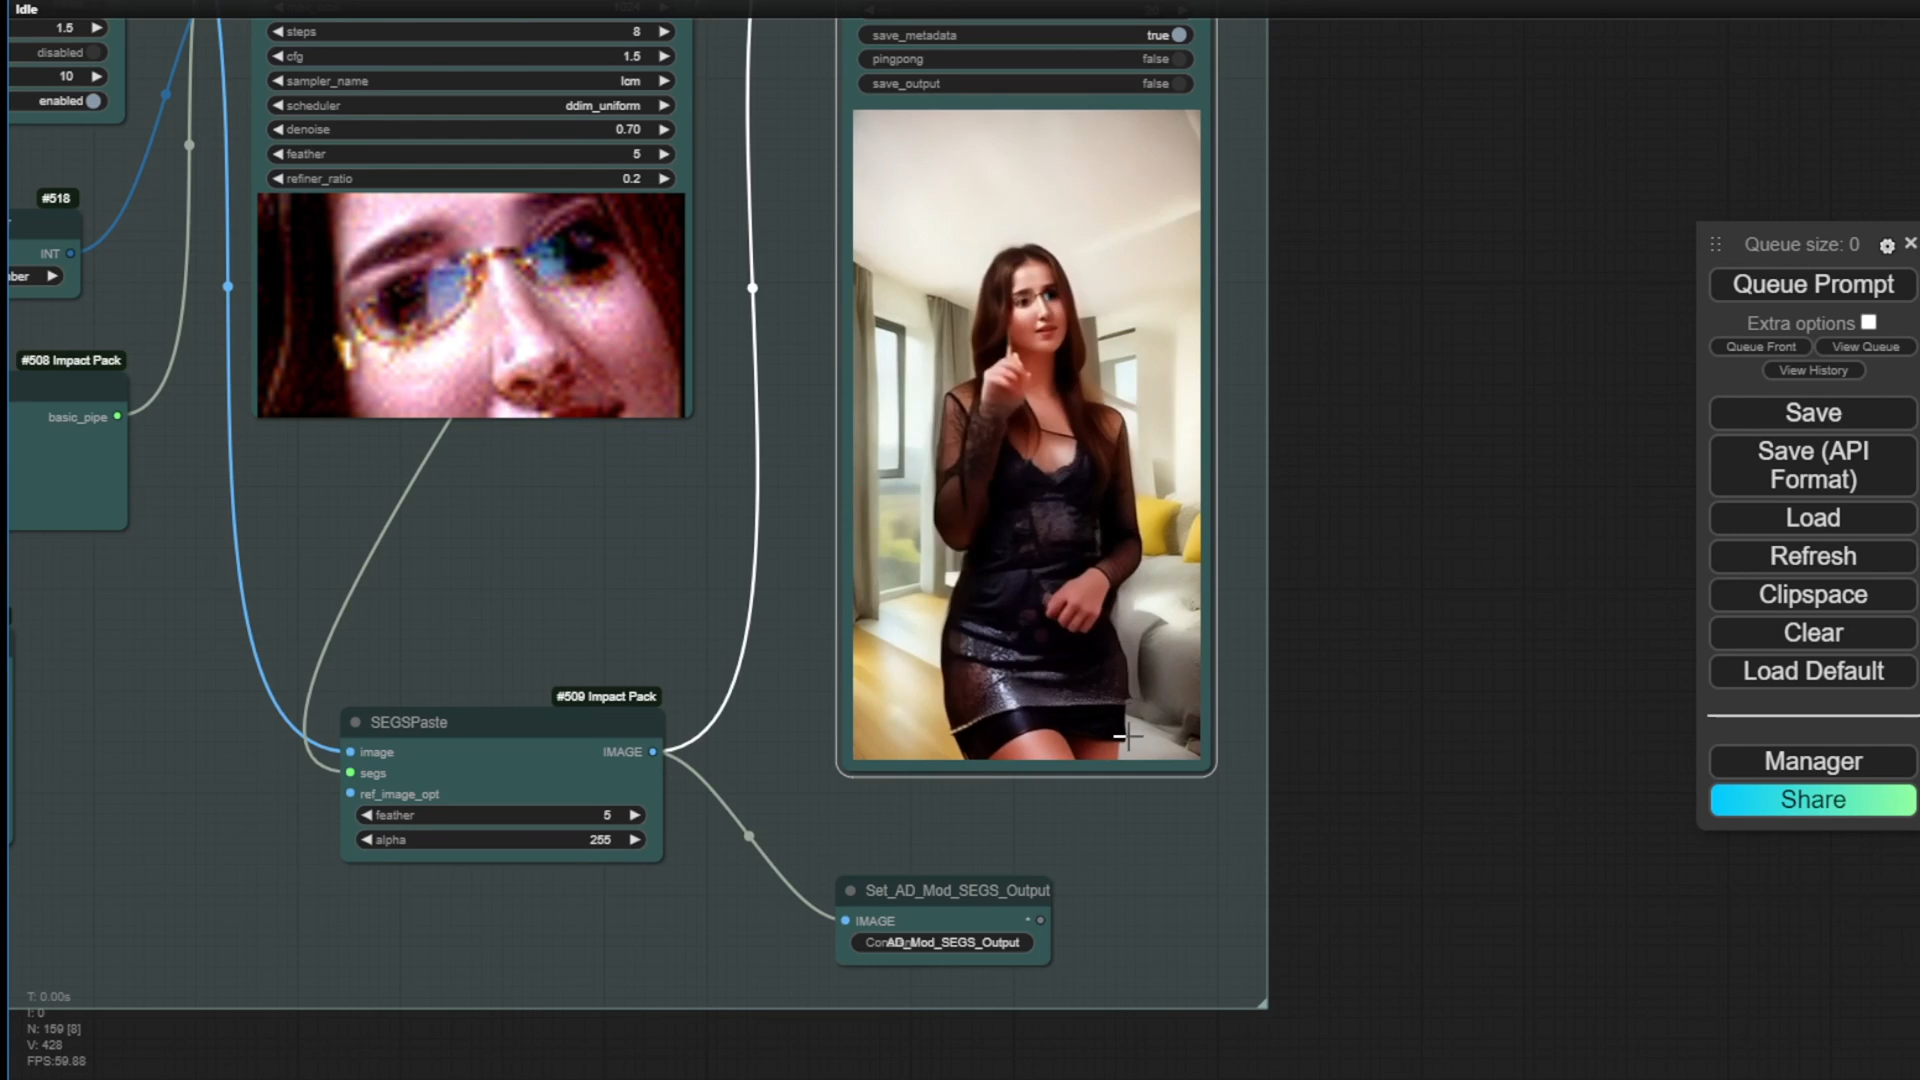 Idle
1.5
disabled
10
enabled
#518
INT
ber
#508 Impact Pack
basic_pipe
1024
steps 8
cfg 1.5
sampler_name lcm
scheduler ddim_uniform
denoise 0.70
feather 5
refiner_ratio 0.2
20
save_metadata true
pingpong false
save_output false
#509 Impact Pack
SEGSPaste
image IMAGE
segs
ref_image_opt
feather 5
alpha 255
Set_AD_Mod_SEGS_Output
IMAGE *
AD_Mod_SEGS_Output
Queue size: 0
Queue Prompt
Extra options
Queue Front View Queue
View History
Save
Save (API
Format)
Load
Refresh
Clipspace
Clear
Load Default
Manager
Share
T: 0.00s
I: 0
N: 159 [8]
V: 428
FPS:59.88